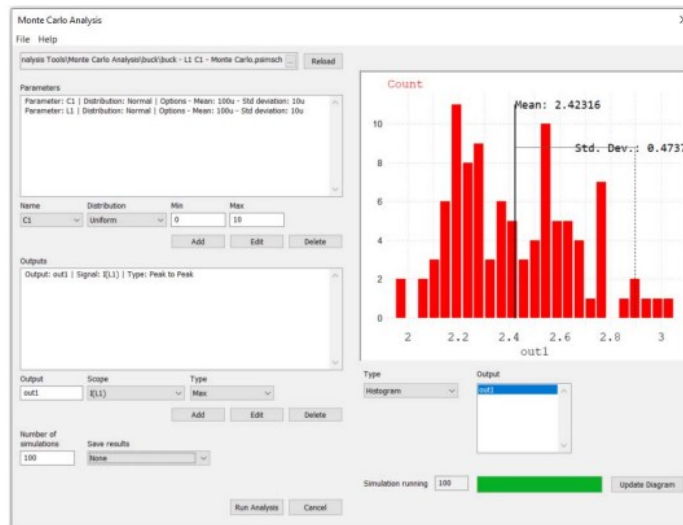 Monte Carlo Analysis
File Help
nalysis Tools\Monte Carlo Analysis\buck\buck - L1 C1 - Monte Carlo.psimsch ... Reload
Parameters
Parameter: C1 | Distribution: Normal | Options - Mean: 100u - Std deviation: 10u
Parameter: L1 | Distribution: Normal | Options - Mean: 100u - Std deviation: 10u
Name Distribution Min Max
C1 Uniform 0 10
Add Edit Delete
Outputs
Output: out1 | Signal: I(L1) | Type: Peak to Peak
Output Scope Type
out1 I(L1) Max
Add Edit Delete
Number of
simulations Save results
100 None
Run Analysis Cancel
Count
Mean: 2.42316
Std. Dev.: 0.4737
10
8
6
4
2
0
2 2.2 2.4 2.6 2.8 3
out1
Type Output
Histogram out1
Simulation running 100 Update Diagram